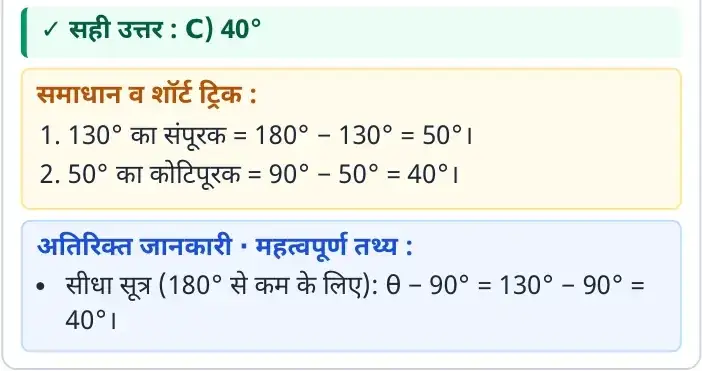 ✓ सही उत्तर : C) 40°
समाधान व शॉर्ट ट्रिक :
1. 130° का संपूरक = 180° − 130° = 50°।
2. 50° का कोटिपूरक = 90° − 50° = 40°।
अतिरिक्त जानकारी · महत्वपूर्ण तथ्य :
• सीधा सूत्र (180° से कम के लिए): θ − 90° = 130° − 90° =
40°।